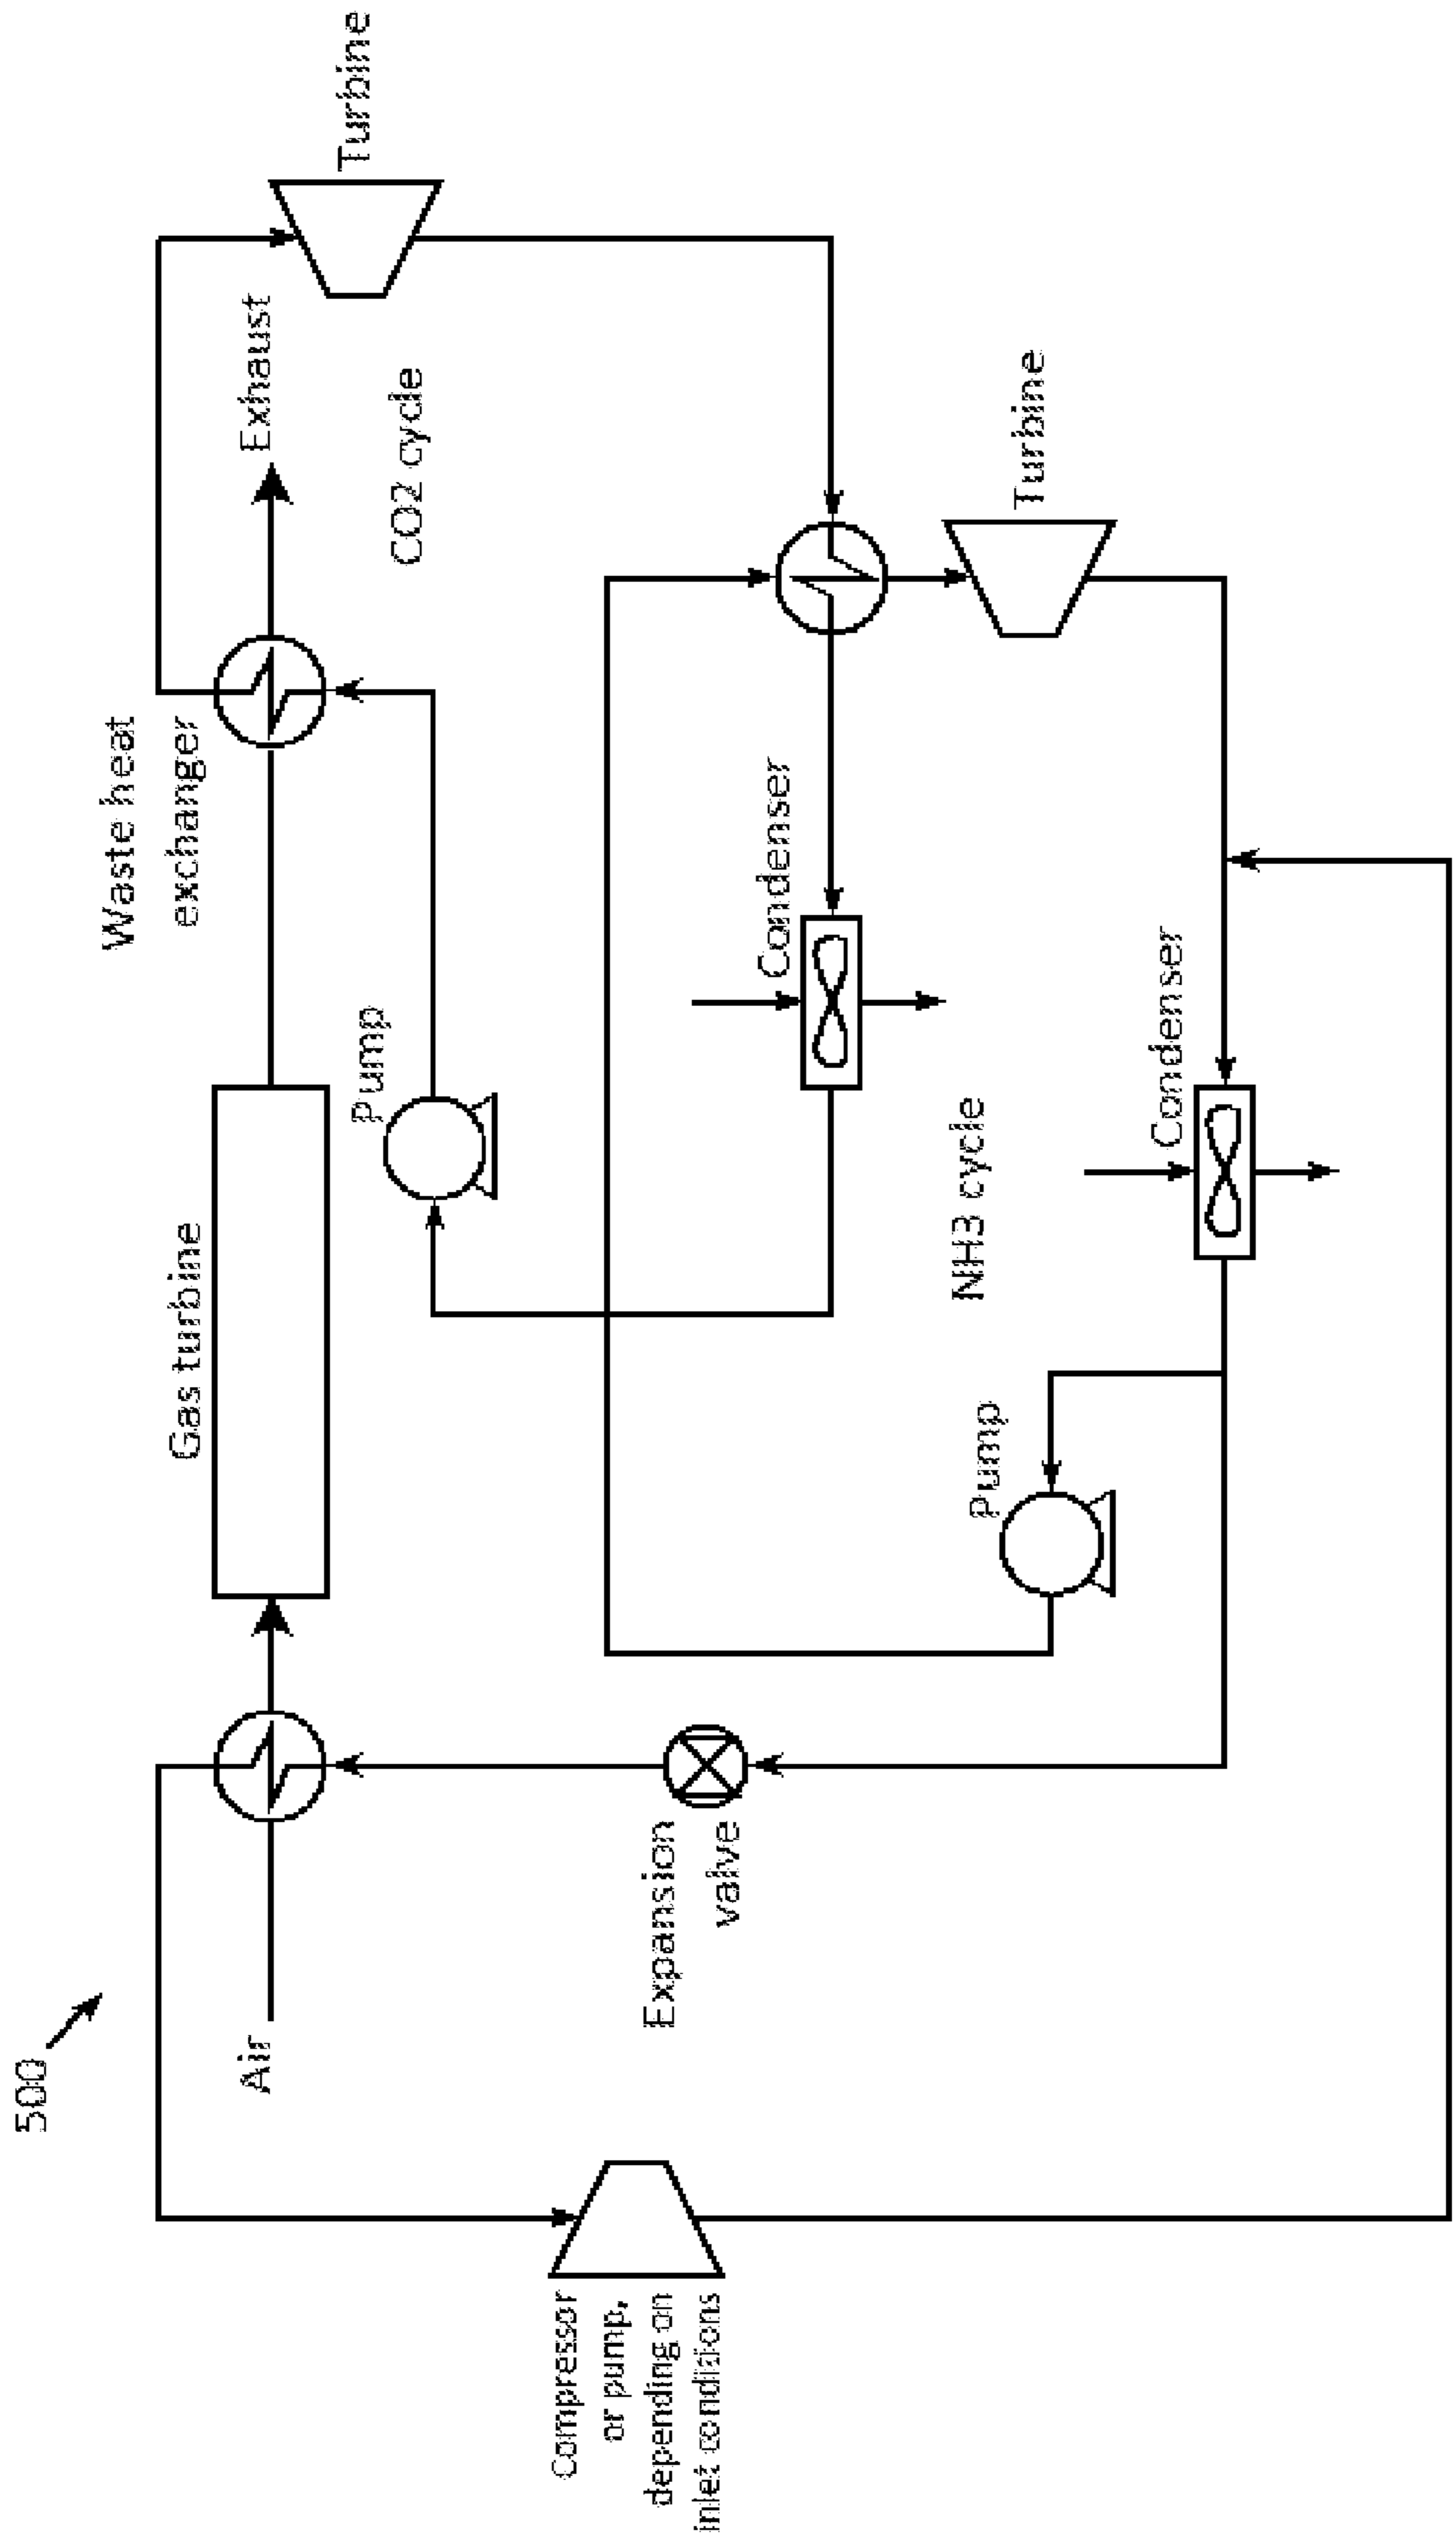 500
Air
Gas turbine
Waste heat
exchanger
Exhaust
Turbine
CO2 cycle
Pump
Compressor
or pump,
depending on
inlet conditions
Expansion
valve
Condenser
Turbine
Pump
NH3 cycle
Condenser